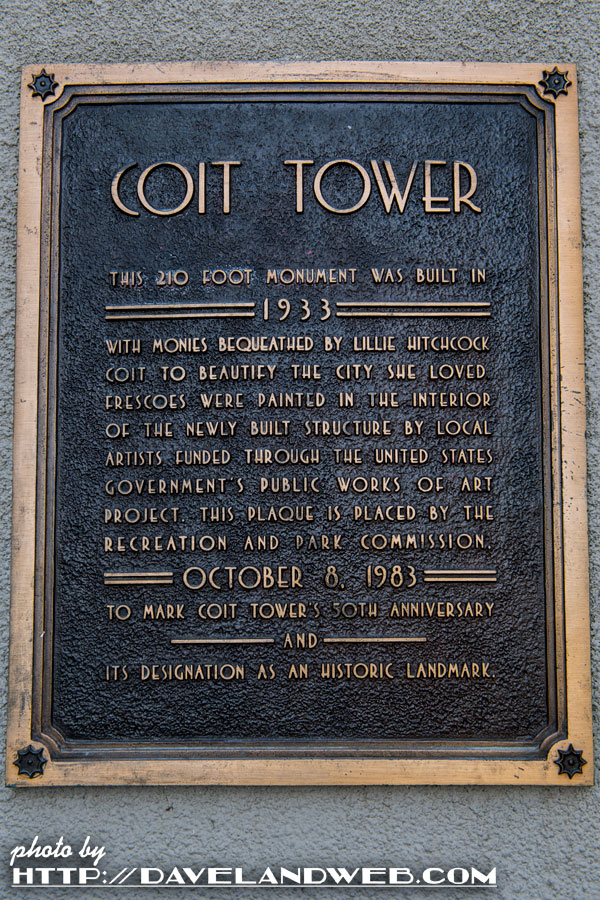 COIT TOWER
THIS 210 FOOT MONUMENT WAS BUILT IN
1933
WITH MONIES BEQUEATHED BY LILLIE HITCHCOCK
COIT TO BEAUTIFY THE CITY SHE LOVED.
FRESCOES WERE PAINTED IN THE INTERIOR
OF THE NEWLY BUILT STRUCTURE BY LOCAL
ARTISTS FUNDED THROUGH THE UNITED STATES
GOVERNMENT'S PUBLIC WORKS OF ART
PROJECT. THIS PLAQUE IS PLACED BY THE
RECREATION AND PARK COMMISSION,
OCTOBER 8, 1983
TO MARK COIT TOWER'S 50TH ANNIVERSARY
AND
ITS DESIGNATION AS AN HISTORIC LANDMARK.
photo by
HTTP://DAVELANDWEB.COM